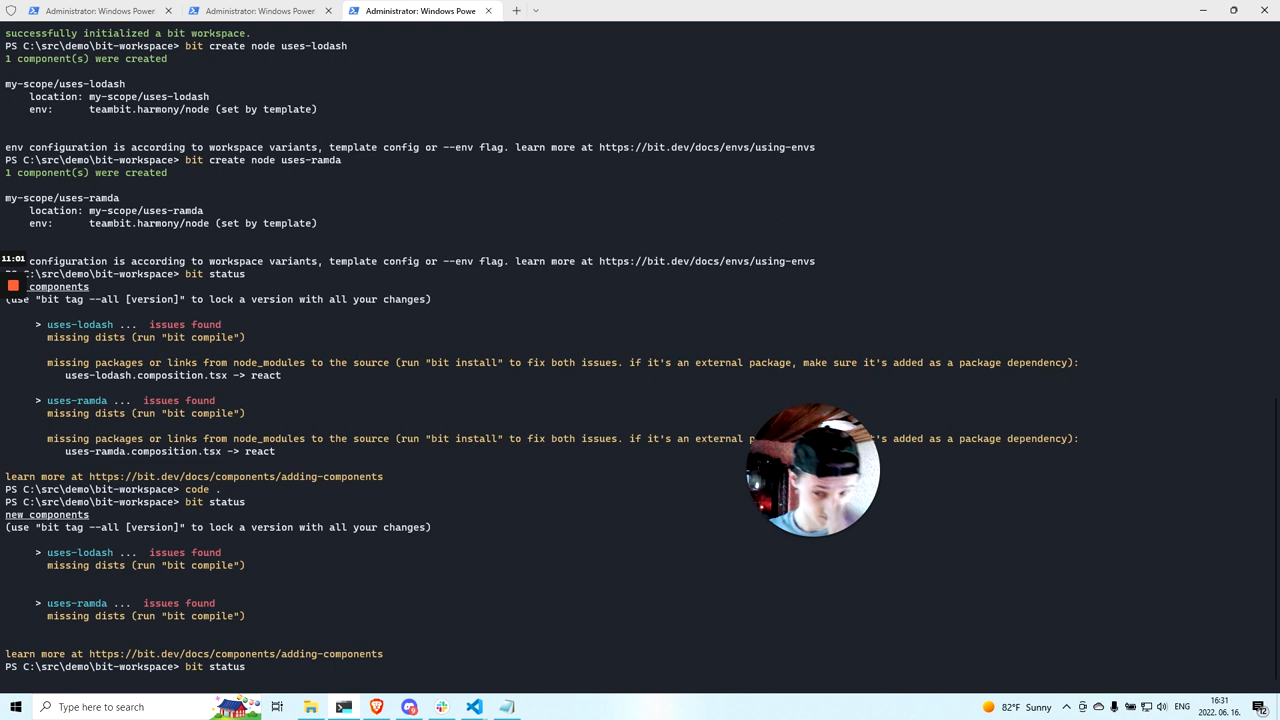 Administrator: Windows Power
Administrator: Windows Power
Administrator: Windows Powe
successfully initialized a bit workspace.
PS C:\src\demo\bit-workspace> bit create node uses-lodash
1 component(s) were created
my-scope/uses-lodash
location: my-scope/uses-lodash
env: teambit.harmony/node (set by template)
env configuration is according to workspace variants, template config or --env flag. learn more at https://bit.dev/docs/envs/using-envs
PS C:\src\demo\bit-workspace> bit create node uses-ramda
1 component(s) were created
my-scope/uses-ramda
location: my-scope/uses-ramda
env: teambit.harmony/node (set by template)
11:01
configuration is according to workspace variants, template config or --env flag. learn more at https://bit.dev/docs/envs/using-envs
C:\src\demo\bit-workspace> bit status
components
(use "bit tag --all [version]" to lock a version with all your changes)
> uses-lodash ... issues found
missing dists (run "bit compile")
missing packages or links from node_modules to the source (run "bit install" to fix both issues. if it's an external package, make sure it's added as a package dependency):
uses-lodash.composition.tsx -> react
> uses-ramda ... issues found
missing dists (run "bit compile")
missing packages or links from node_modules to the source (run "bit install" to fix both issues. if it's an external p 's added as a package dependency):
uses-ramda.composition.tsx -> react
learn more at https://bit.dev/docs/components/adding-components
PS C:\src\demo\bit-workspace> code .
PS C:\src\demo\bit-workspace> bit status
new components
(use "bit tag --all [version]" to lock a version with all your changes)
> uses-lodash ... issues found
missing dists (run "bit compile")
> uses-ramda ... issues found
missing dists (run "bit compile")
learn more at https://bit.dev/docs/components/adding-components
PS C:\src\demo\bit-workspace> bit status
Type here to search
82°F Sunny
ENG
16:31
2022. 06. 16.
12